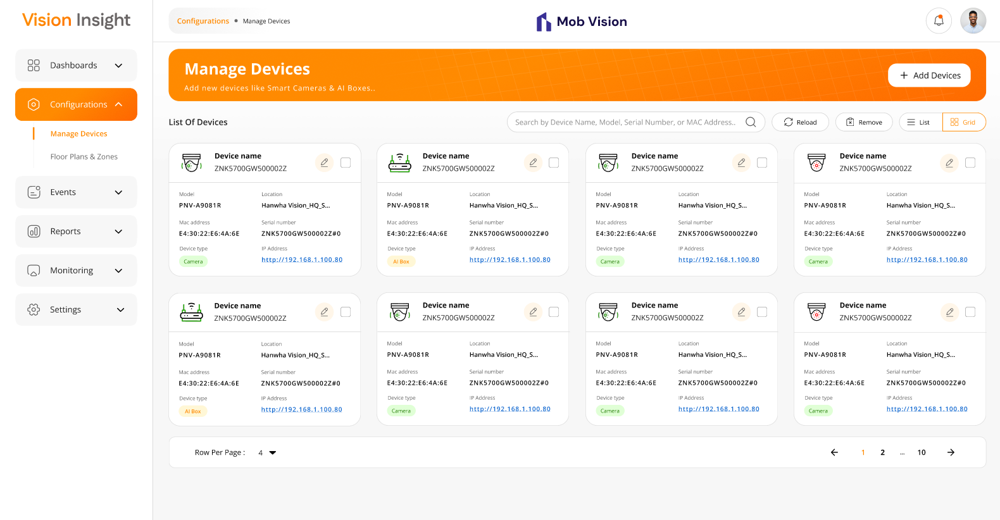 Vision Insight
Configurations • Manage Devices
Mob Vision
Dashboards
Configurations
Manage Devices
Floor Plans & Zones
Events
Reports
Monitoring
Settings
Manage Devices
Add new devices like Smart Cameras & AI Boxes..
+ Add Devices
List Of Devices
Search by Device Name, Model, Serial Number, or MAC Address..
Reload
Remove
List
Grid
Device name
ZNK5700GW500002Z
Model
Location
PNV-A9081R
Hanwha Vision_HQ_S...
Mac address
Serial number
E4:30:22:E6:4A:6E
ZNK5700GW500002Z#0
Device type
IP Address
Camera
http://192.168.1.100.80
Device name
ZNK5700GW500002Z
Model
Location
PNV-A9081R
Hanwha Vision_HQ_S...
Mac address
Serial number
E4:30:22:E6:4A:6E
ZNK5700GW500002Z#0
Device type
IP Address
AI Box
http://192.168.1.100.80
Device name
ZNK5700GW500002Z
Model
Location
PNV-A9081R
Hanwha Vision_HQ_S...
Mac address
Serial number
E4:30:22:E6:4A:6E
ZNK5700GW500002Z#0
Device type
IP Address
Camera
http://192.168.1.100.80
Device name
ZNK5700GW500002Z
Model
Location
PNV-A9081R
Hanwha Vision_HQ_S...
Mac address
Serial number
E4:30:22:E6:4A:6E
ZNK5700GW500002Z#0
Device type
IP Address
Camera
http://192.168.1.100.80
Device name
ZNK5700GW500002Z
Model
Location
PNV-A9081R
Hanwha Vision_HQ_S...
Mac address
Serial number
E4:30:22:E6:4A:6E
ZNK5700GW500002Z#0
Device type
IP Address
AI Box
http://192.168.1.100.80
Device name
ZNK5700GW500002Z
Model
Location
PNV-A9081R
Hanwha Vision_HQ_S...
Mac address
Serial number
E4:30:22:E6:4A:6E
ZNK5700GW500002Z#0
Device type
IP Address
Camera
http://192.168.1.100.80
Device name
ZNK5700GW500002Z
Model
Location
PNV-A9081R
Hanwha Vision_HQ_S...
Mac address
Serial number
E4:30:22:E6:4A:6E
ZNK5700GW500002Z#0
Device type
IP Address
Camera
http://192.168.1.100.80
Device name
ZNK5700GW500002Z
Model
Location
PNV-A9081R
Hanwha Vision_HQ_S...
Mac address
Serial number
E4:30:22:E6:4A:6E
ZNK5700GW500002Z#0
Device type
IP Address
Camera
http://192.168.1.100.80
Row Per Page : 4
1 2 ... 10